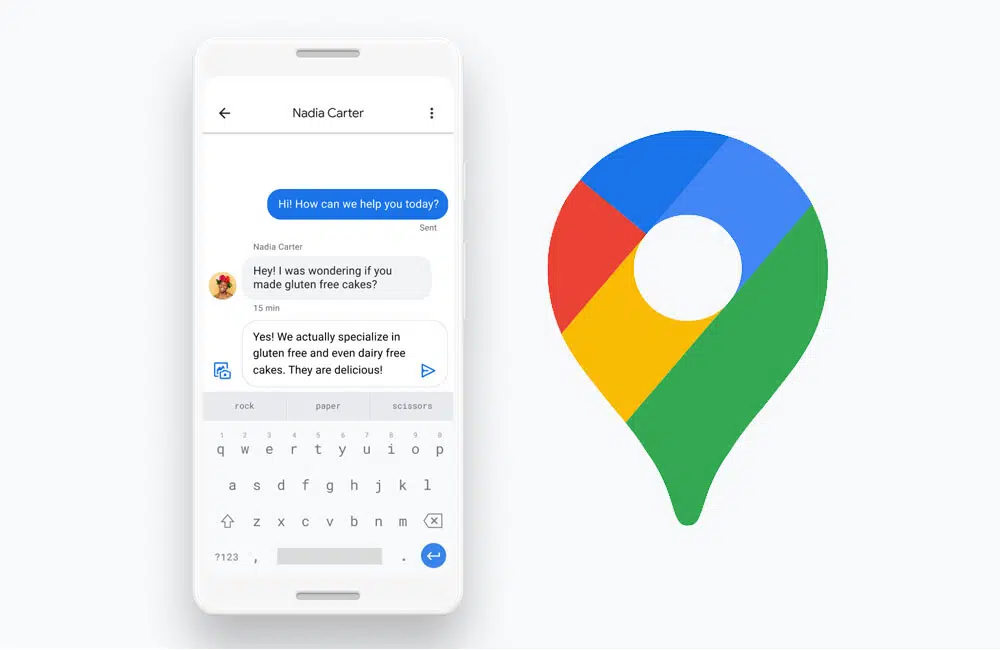 Nadia Carter
Hi! How can we help you today?
Sent
Nadia Carter
Hey! I was wondering if you
made gluten free cakes?
15 min
Yes! We actually specialize in
gluten free and even dairy free
cakes. They are delicious!
rock paper scissors
1 2 3 4 5 6 7 8 9 0
q w e r t y u i o p
a s d f g h j k l
z x c v b n m
?123 , .